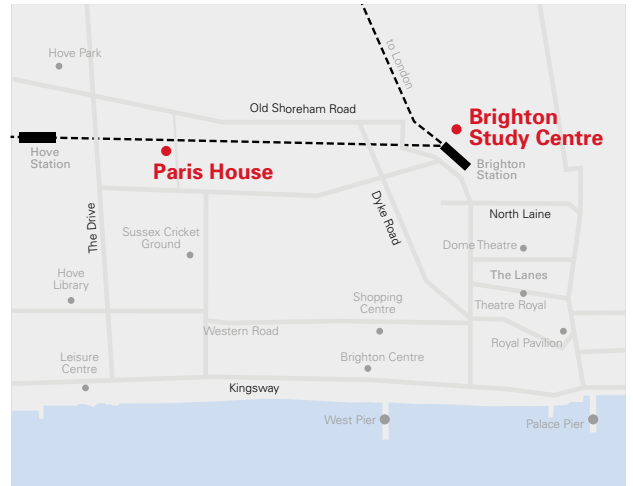 Hove Park
to London
Old Shoreham Road
Brighton
Study Centre
Hove
Station
Paris House
Brighton
Station
The Drive
Dyke Road
North Laine
Sussex Cricket
Ground
Dome Theatre
Hove
Library
The Lanes
Shopping
Centre
Theatre Royal
Western Road
Royal Pavilion
Leisure
Centre
Brighton Centre
Kingsway
West Pier
Palace Pier